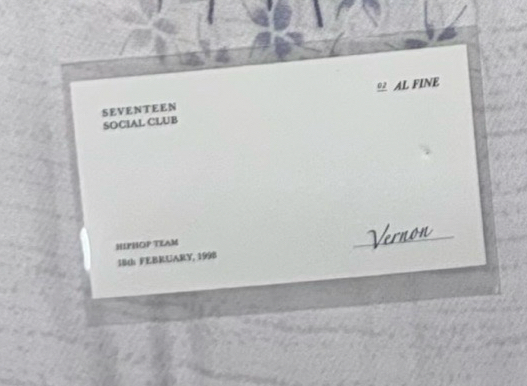 SEVENTEEN
SOCIAL CLUB
02 AL FINE
HIPHOP TEAM
18th FEBRUARY, 1998
Vernon